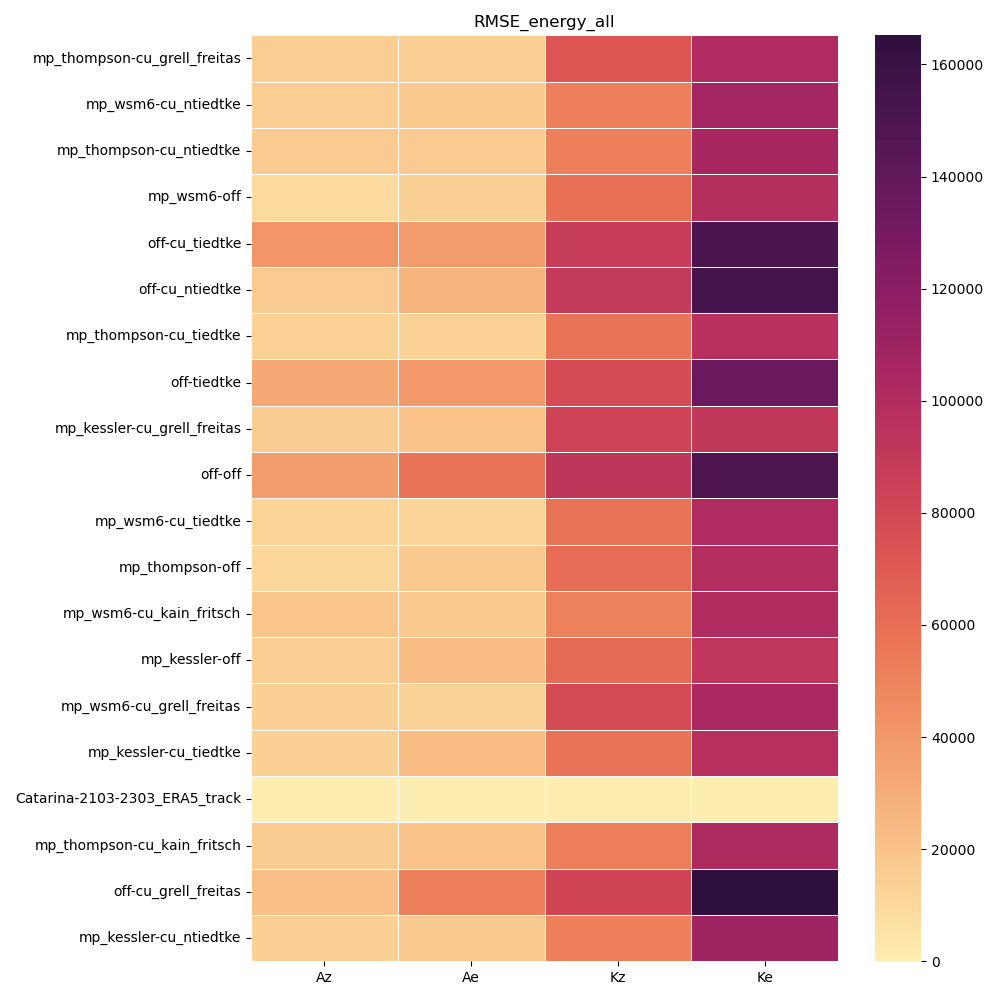 RMSE_energy_all
mp_thompson-cu_grell_freitas
mp_wsm6-cu_ntiedtke
mp_thompson-cu_ntiedtke
mp_wsm6-off
off-cu_tiedtke
off-cu_ntiedtke
mp_thompson-cu_tiedtke
off-tiedtke
mp_kessler-cu_grell_freitas
off-off
mp_wsm6-cu_tiedtke
mp_thompson-off
mp_wsm6-cu_kain_fritsch
mp_kessler-off
mp_wsm6-cu_grell_freitas
mp_kessler-cu_tiedtke
Catarina-2103-2303_ERA5_track
mp_thompson-cu_kain_fritsch
off-cu_grell_freitas
mp_kessler-cu_ntiedtke
Az Ae Kz Ke
160000
140000
120000
100000
80000
60000
40000
20000
0